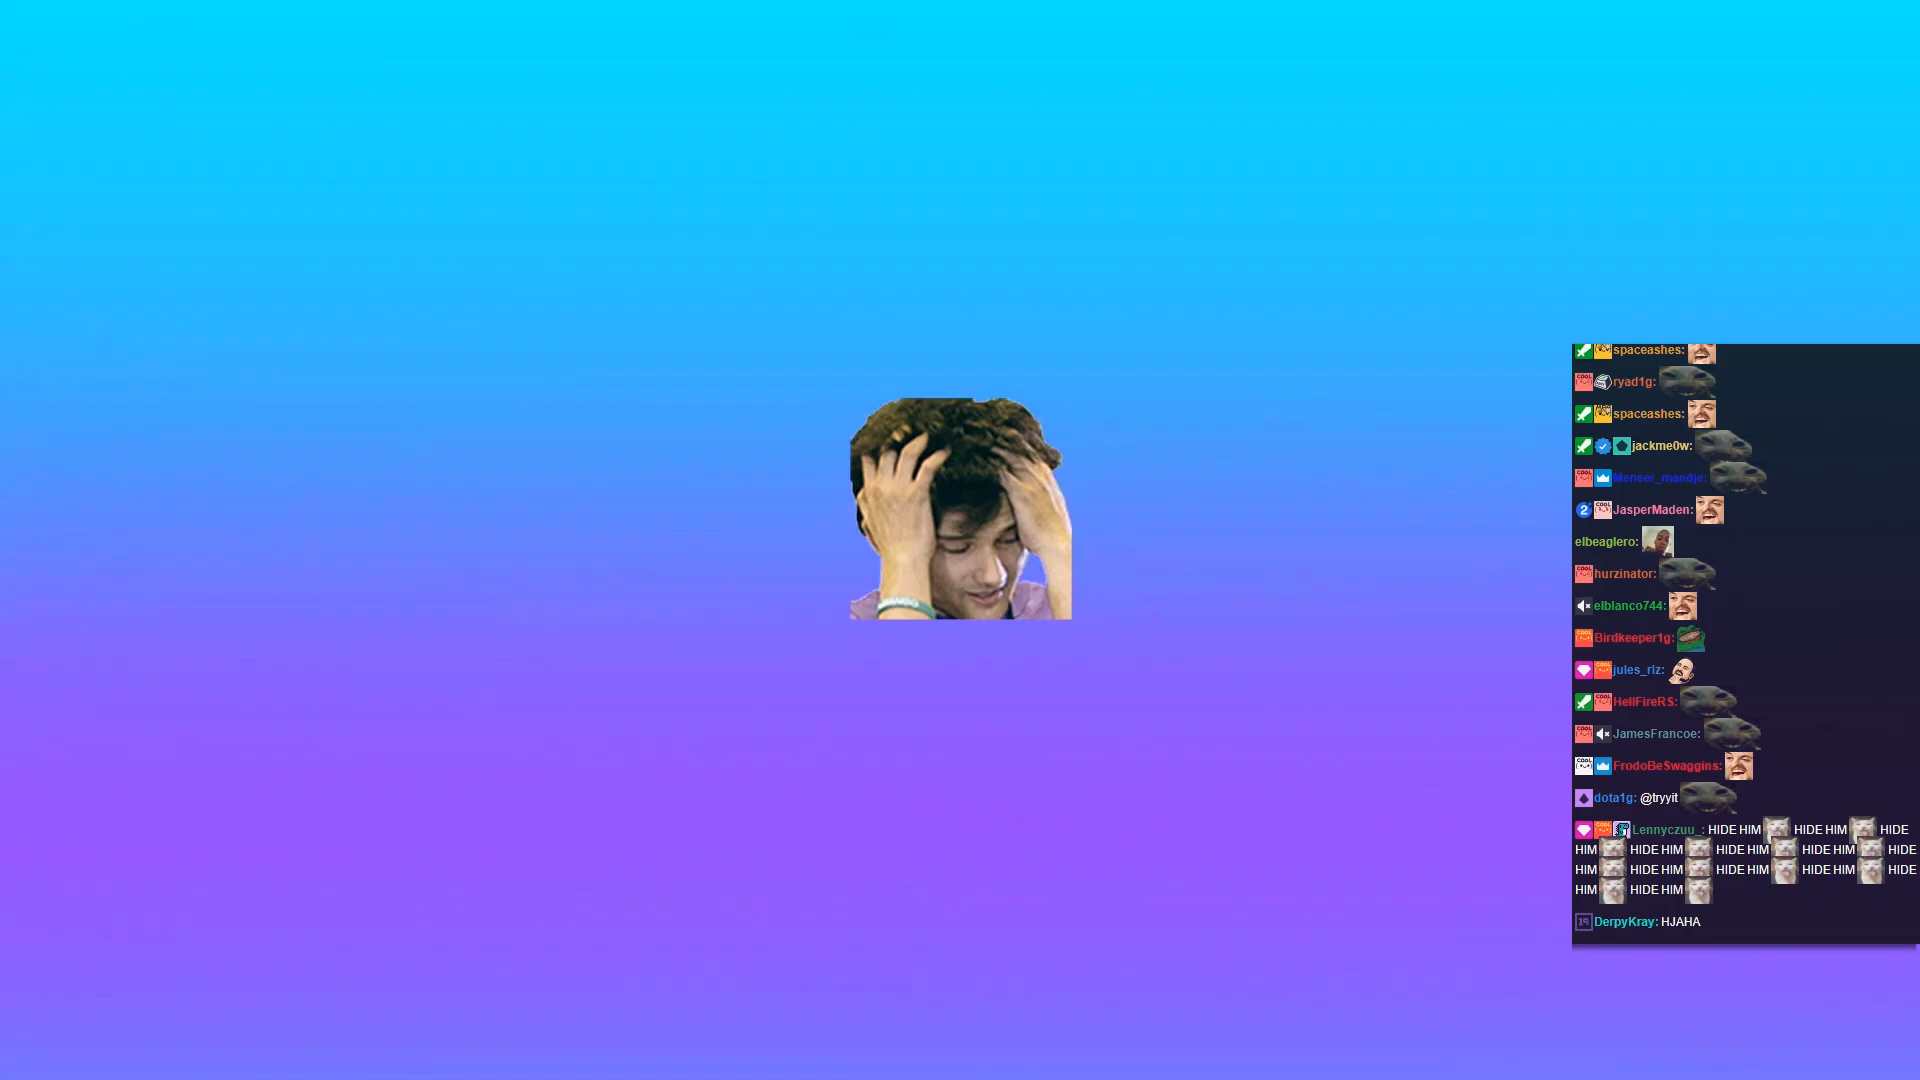 spaceashes:
ryad1g:
spaceashes:
jackme0w:
Meneer_mandje:
JasperMaden:
elbeaglero:
hurzinator:
elblanco744:
Birdkeeper1g:
jules_rlz:
HellFireRS:
JamesFrancoe:
FrodoBeSwaggins:
dota1g: @tryyit
Lennyczuu_: HIDE HIM HIDE HIM HIDE
HIM HIDE HIM HIDE HIM HIDE HIM HIDE
HIM HIDE HIM HIDE HIM HIDE HIM HIDE
HIM HIDE HIM
DerpyKray: HJAHA